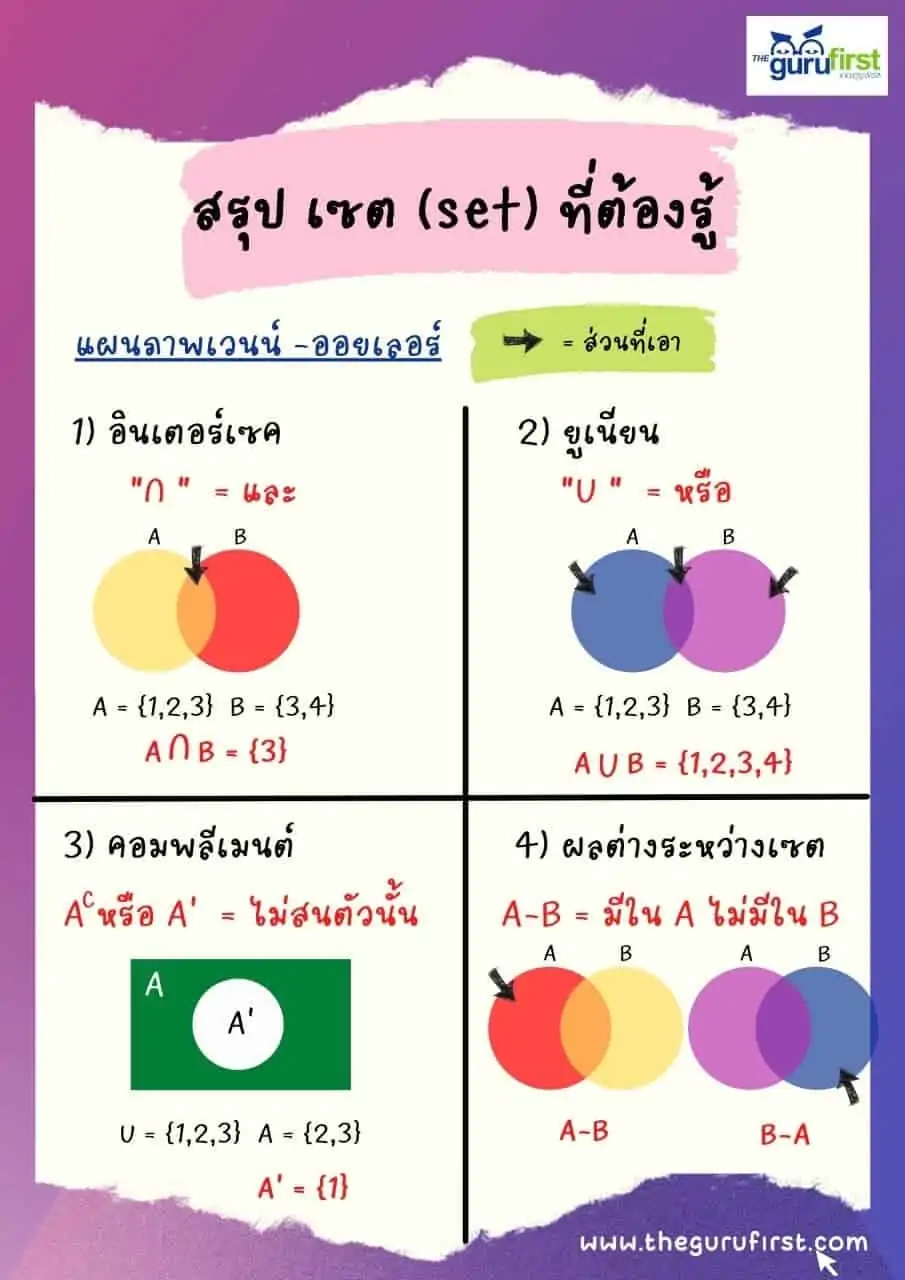 THE gurufirst
สรุป เซต (set) ที่ต้องรู้
แผนภาพเวนน์ -ออยเลอร์
= ส่วนที่เอา
1) อินเตอร์เซค
"∩ " = และ
A B
A = {1,2,3} B = {3,4}
A∩B = {3}
2) ยูเนียน
"∪ " = หรือ
A B
A = {1,2,3} B = {3,4}
A∪B = {1,2,3,4}
3) คอมพลีเมนต์
Aᶜหรือ A' = ไม่สนตัวนั้น
A
A'
U = {1,2,3} A = {2,3}
A' = {1}
4) ผลต่างระหว่างเซต
A-B = มีใน A ไม่มีใน B
A B A B
A-B B-A
www.thegurufirst.com